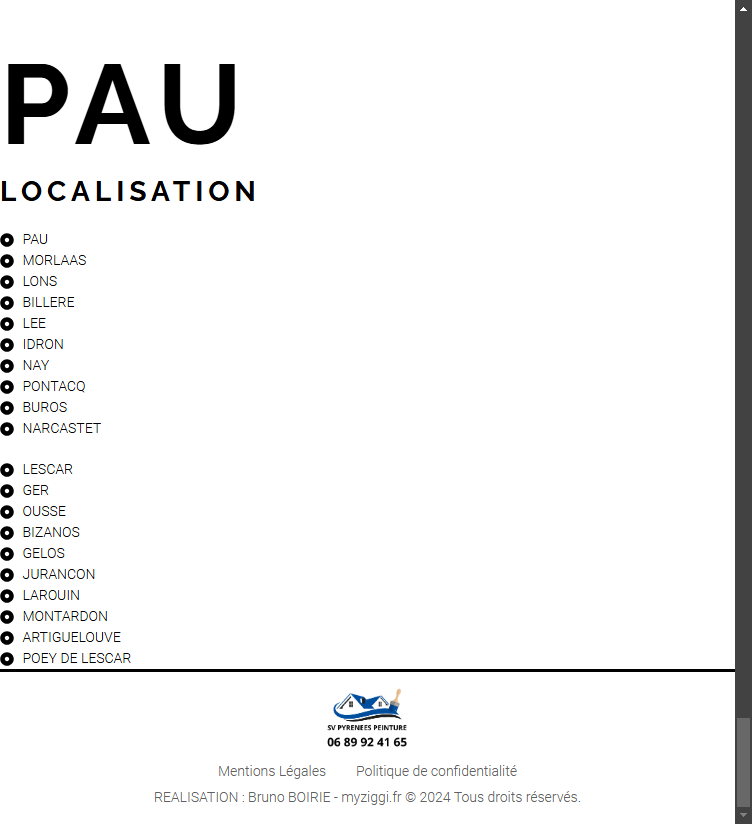 PAU
LOCALISATION
PAU
MORLAAS
LONS
BILLERE
LEE
IDRON
NAY
PONTACQ
BUROS
NARCASTET
LESCAR
GER
OUSSE
BIZANOS
GELOS
JURANCON
LAROUIN
MONTARDON
ARTIGUELOUVE
POEY DE LESCAR
SV PYRENEES PEINTURE
06 89 92 41 65
Mentions Légales Politique de confidentialité
REALISATION : Bruno BOIRIE - myziggi.fr © 2024 Tous droits réservés.